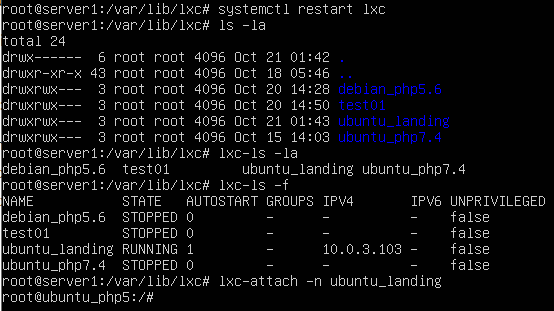 root@server1:/var/lib/lxc# systemctl restart lxc
root@server1:/var/lib/lxc# ls -la
total 24
drwx------  6 root root 4096 Oct 21 01:42 .
drwxr-xr-x 43 root root 4096 Oct 18 05:46 ..
drwxrwx---  3 root root 4096 Oct 20 14:28 debian_php5.6
drwxrwx---  3 root root 4096 Oct 20 14:50 test01
drwxrwx---  3 root root 4096 Oct 21 01:43 ubuntu_landing
drwxrwx---  3 root root 4096 Oct 15 14:03 ubuntu_php7.4
root@server1:/var/lib/lxc# lxc-ls -la
debian_php5.6  test01         ubuntu_landing ubuntu_php7.4
root@server1:/var/lib/lxc# lxc-ls -f
NAME           STATE   AUTOSTART GROUPS IPV4       IPV6 UNPRIVILEGED
debian_php5.6  STOPPED 0         -      -          -    false
test01         STOPPED 0         -      -          -    false
ubuntu_landing RUNNING 1         -      10.0.3.103 -    false
ubuntu_php7.4  STOPPED 0         -      -          -    false
root@server1:/var/lib/lxc# lxc-attach -n ubuntu_landing
root@ubuntu_php5:/#